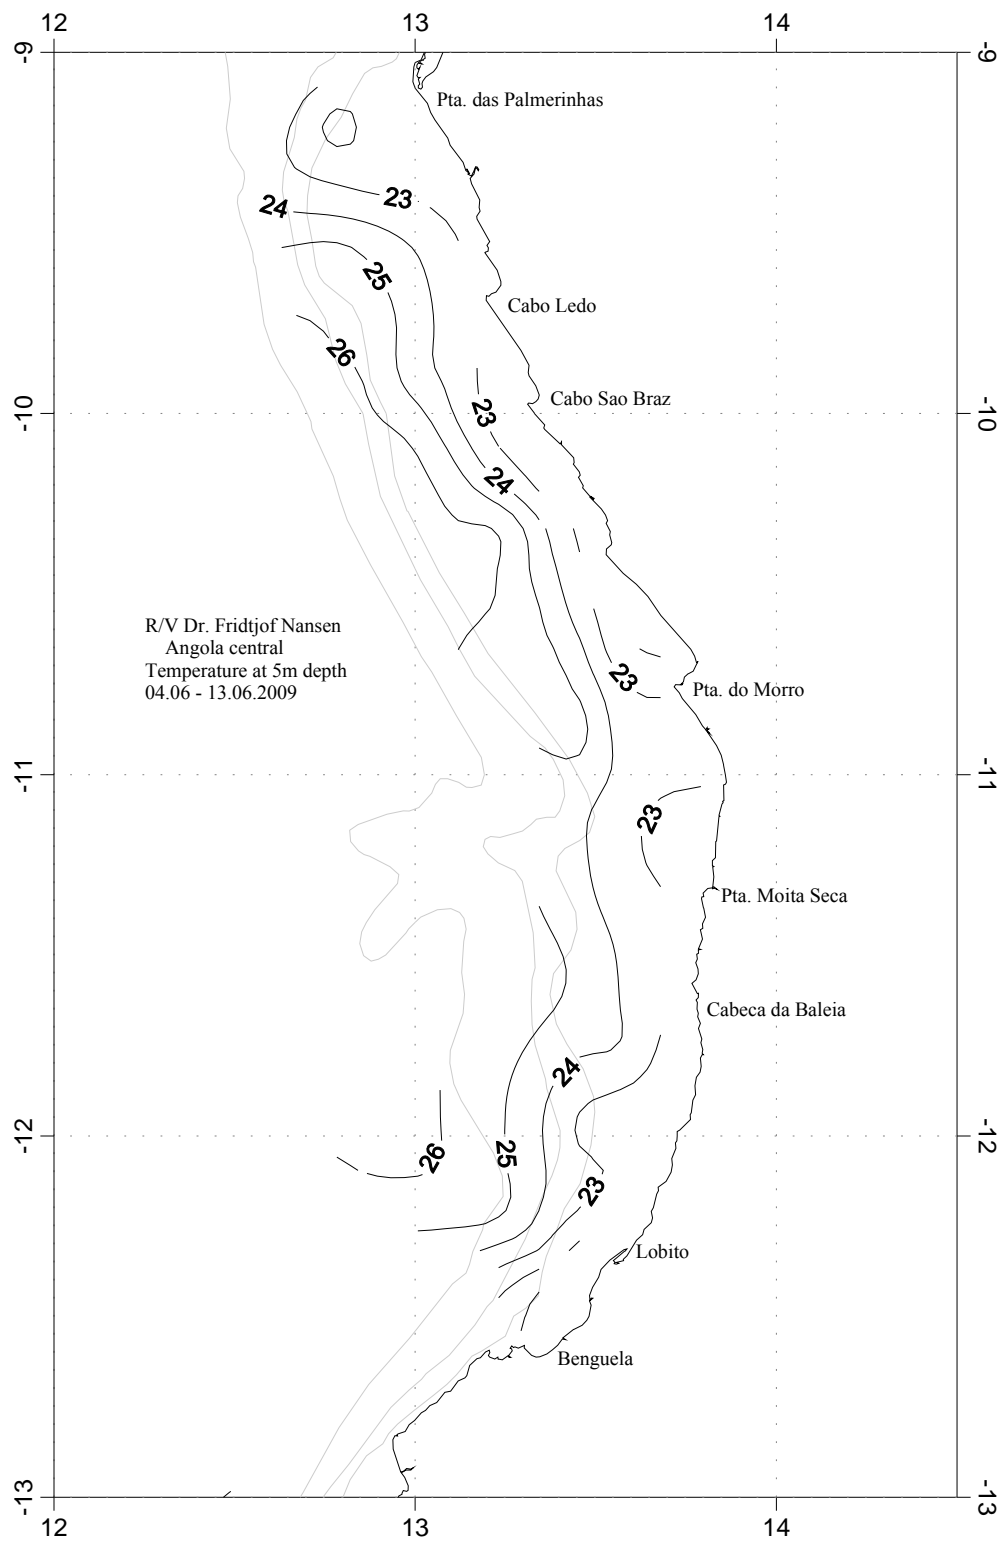 12
13
14
-9
-9
Pta. das Palmerinhas
23
24
25
Cabo Ledo
26
Cabo Sao Braz
23
-10
-10
24
R/V Dr. Fridtjof Nansen
Angola central
Temperature at 5m depth
04.06 - 13.06.2009
23
Pta. do Morro
-11
-11
23
Pta. Moita Seca
Cabeca da Baleia
24
-12
-12
26
25
23
Lobito
Benguela
-13
-13
12
13
14